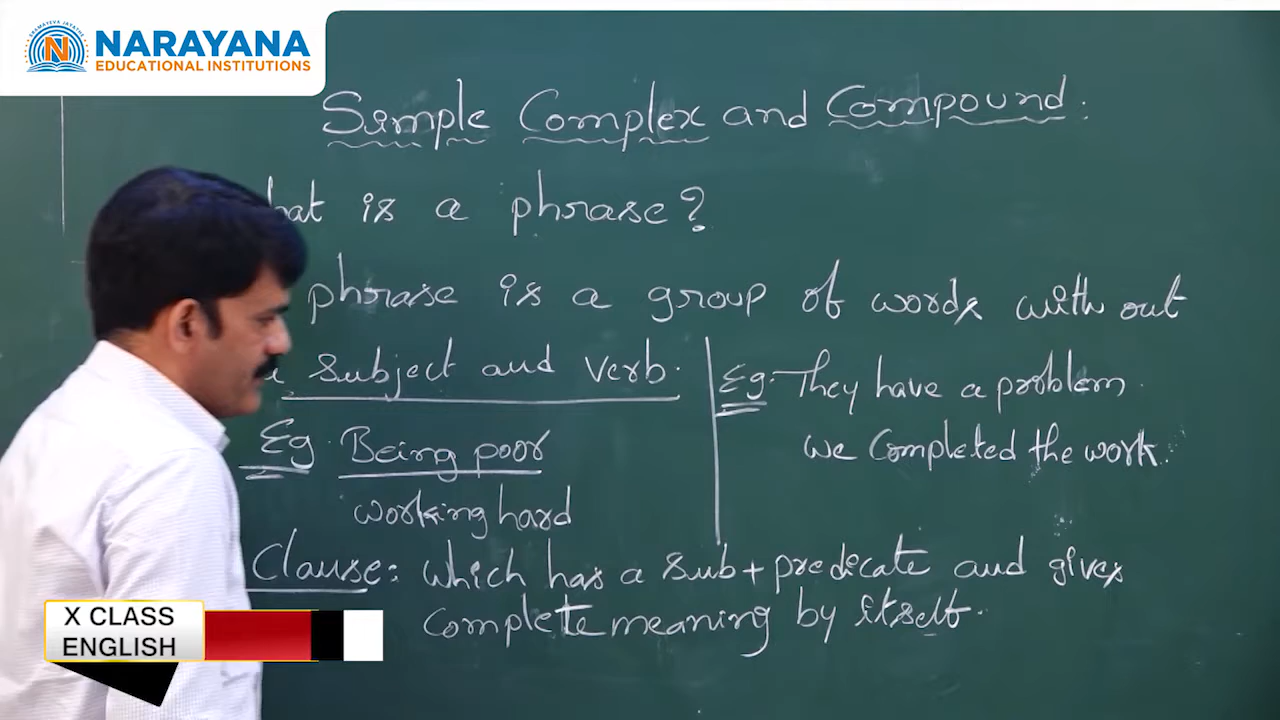 NARAYANA
EDUCATIONAL INSTITUTIONS
Simple Complex and Compound:
is a phrase?
phrase is a group of words with out
subject and verb.
Eg. Being poor
working hard
Eg. They have a problem.
we completed the work.
Clause: which has a sub+predicate and gives
complete meaning by itself.
X CLASS
ENGLISH